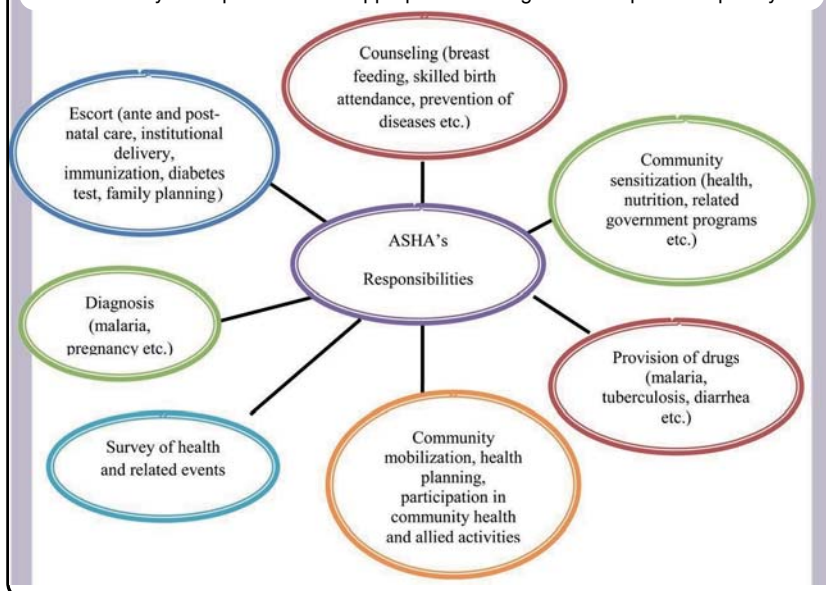 Counseling (breast
feeding, skilled birth
attendance, prevention of
diseases etc.)
Escort (ante and post-
natal care, institutional
delivery,
immunization, diabetes
test, family planning)
Community
sensitization (health,
nutrition, related
government programs
etc.)
ASHA's
Responsibilities
Diagnosis
(malaria,
pregnancy etc.)
Provision of drugs
(malaria,
tuberculosis, diarrhea
etc.)
Survey of health
and related events
Community
mobilization, health
planning,
participation in
community health
and allied activities